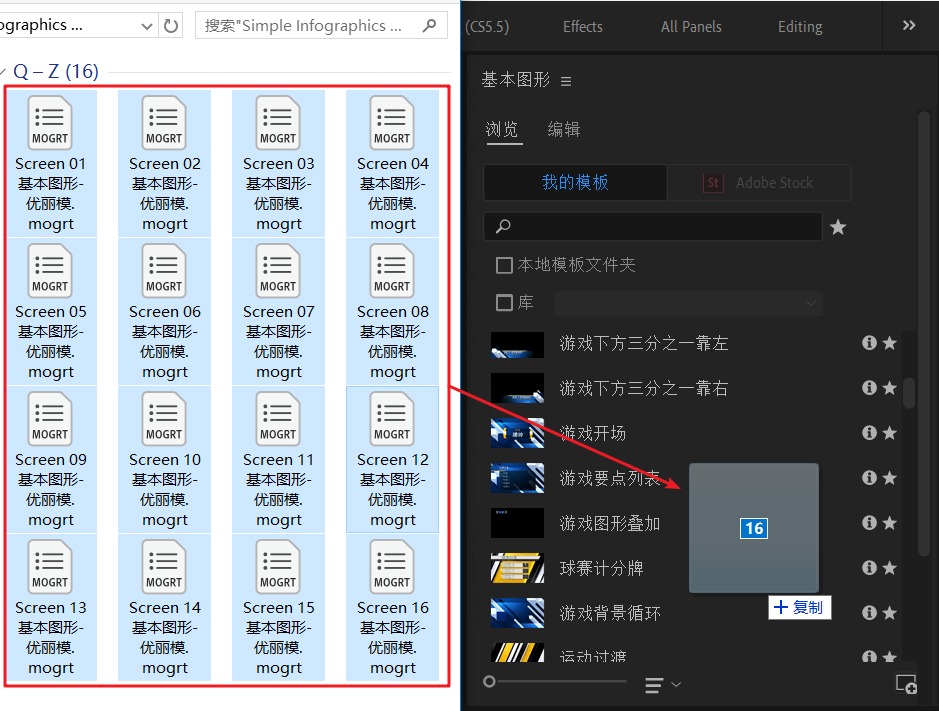 ographics ...
搜索"Simple Infographics ...
Q – Z (16)
MOGRT
MOGRT
MOGRT
MOGRT
Screen 01
基本图形-
优丽模.
mogrt
Screen 02
基本图形-
优丽模.
mogrt
Screen 03
基本图形-
优丽模.
mogrt
Screen 04
基本图形-
优丽模.
mogrt
MOGRT
MOGRT
MOGRT
MOGRT
Screen 05
基本图形-
优丽模.
mogrt
Screen 06
基本图形-
优丽模.
mogrt
Screen 07
基本图形-
优丽模.
mogrt
Screen 08
基本图形-
优丽模.
mogrt
MOGRT
MOGRT
MOGRT
MOGRT
Screen 09
基本图形-
优丽模.
mogrt
Screen 10
基本图形-
优丽模.
mogrt
Screen 11
基本图形-
优丽模.
mogrt
Screen 12
基本图形-
优丽模.
mogrt
MOGRT
MOGRT
MOGRT
MOGRT
Screen 13
基本图形-
优丽模.
mogrt
Screen 14
基本图形-
优丽模.
mogrt
Screen 15
基本图形-
优丽模.
mogrt
Screen 16
基本图形-
优丽模.
mogrt
(CS5.5) Effects All Panels Editing
基本图形
浏览 编辑
我的模板 St Adobe Stock
本地模板文件夹
库
游戏下方三分之一靠左
游戏下方三分之一靠右
游戏开场
游戏要点列表
游戏图形叠加
球赛计分牌
游戏背景循环
运动过渡
16
复制